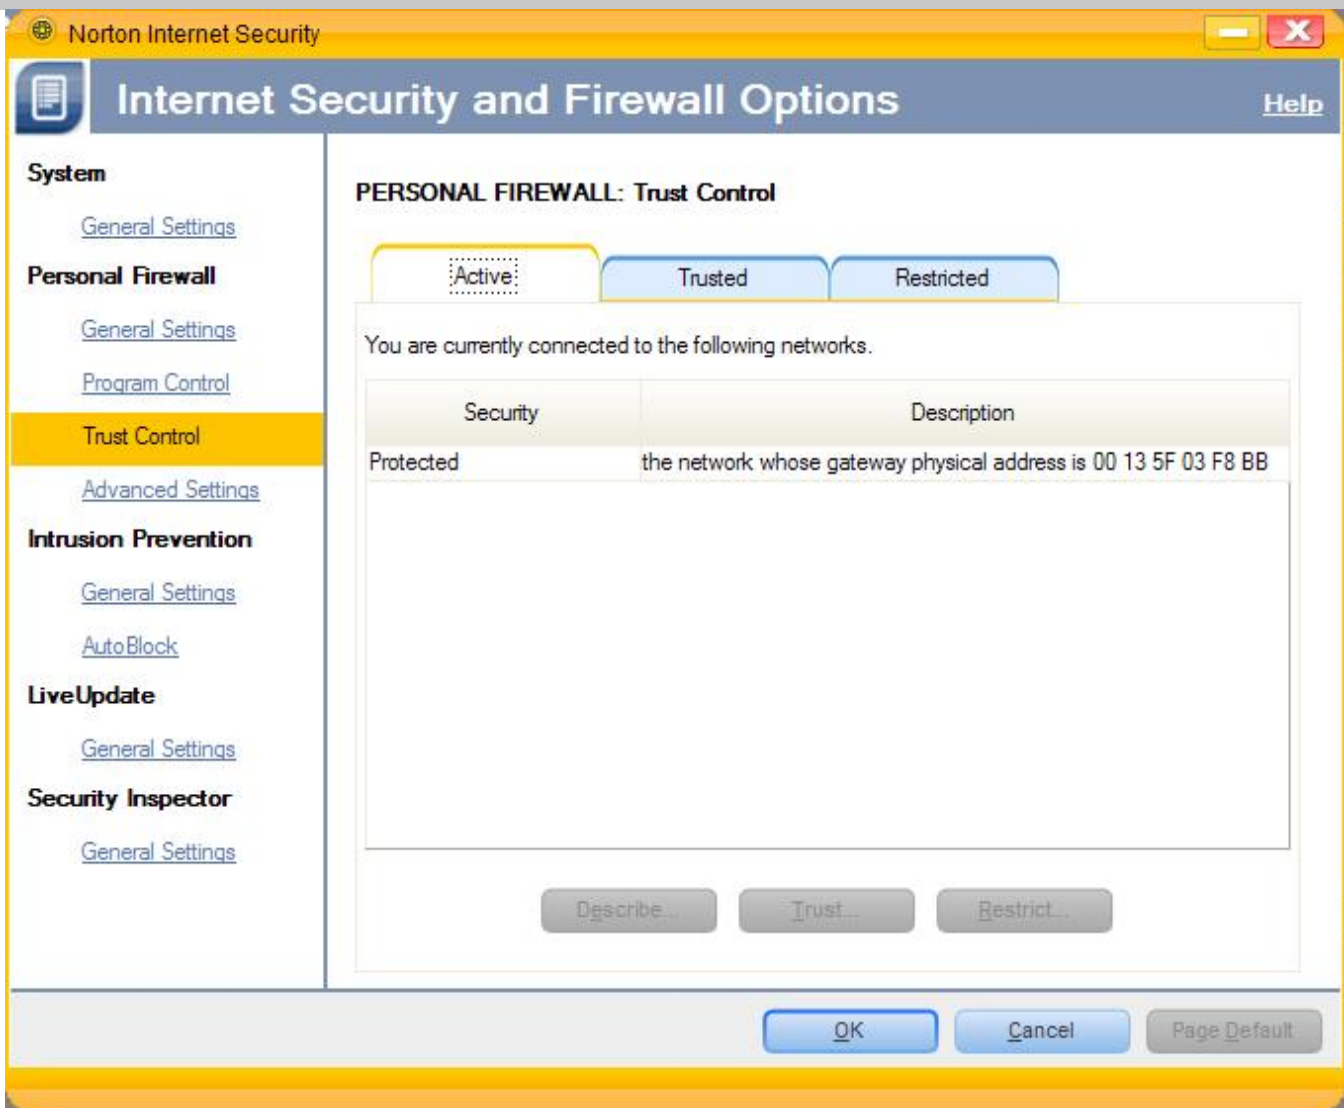 Norton Internet Security
Internet Security and Firewall Options
Help
System
General Settings
Personal Firewall
General Settings
Program Control
Trust Control
Advanced Settings
Intrusion Prevention
General Settings
AutoBlock
LiveUpdate
General Settings
Security Inspector
General Settings
PERSONAL FIREWALL: Trust Control
Active Trusted Restricted
You are currently connected to the following networks.
Security Description
Protected the network whose gateway physical address is 00 13 5F 03 F8 BB
Describe... Trust... Restrict...
OK Cancel Page Default